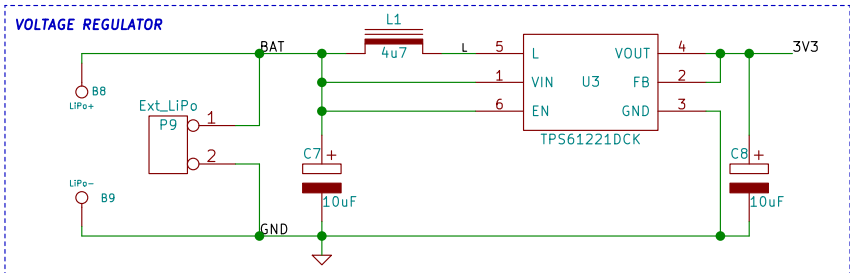 VOLTAGE REGULATOR
L1
4u7
BAT
L
5
L
VOUT
4
3V3
1
VIN
U3
FB
2
6
EN
GND
3
TPS61221DCK
B8
LiPo+
Ext_LiPo
P9
1
2
C7
+
10uF
C8
+
10uF
LiPo-
B9
GND